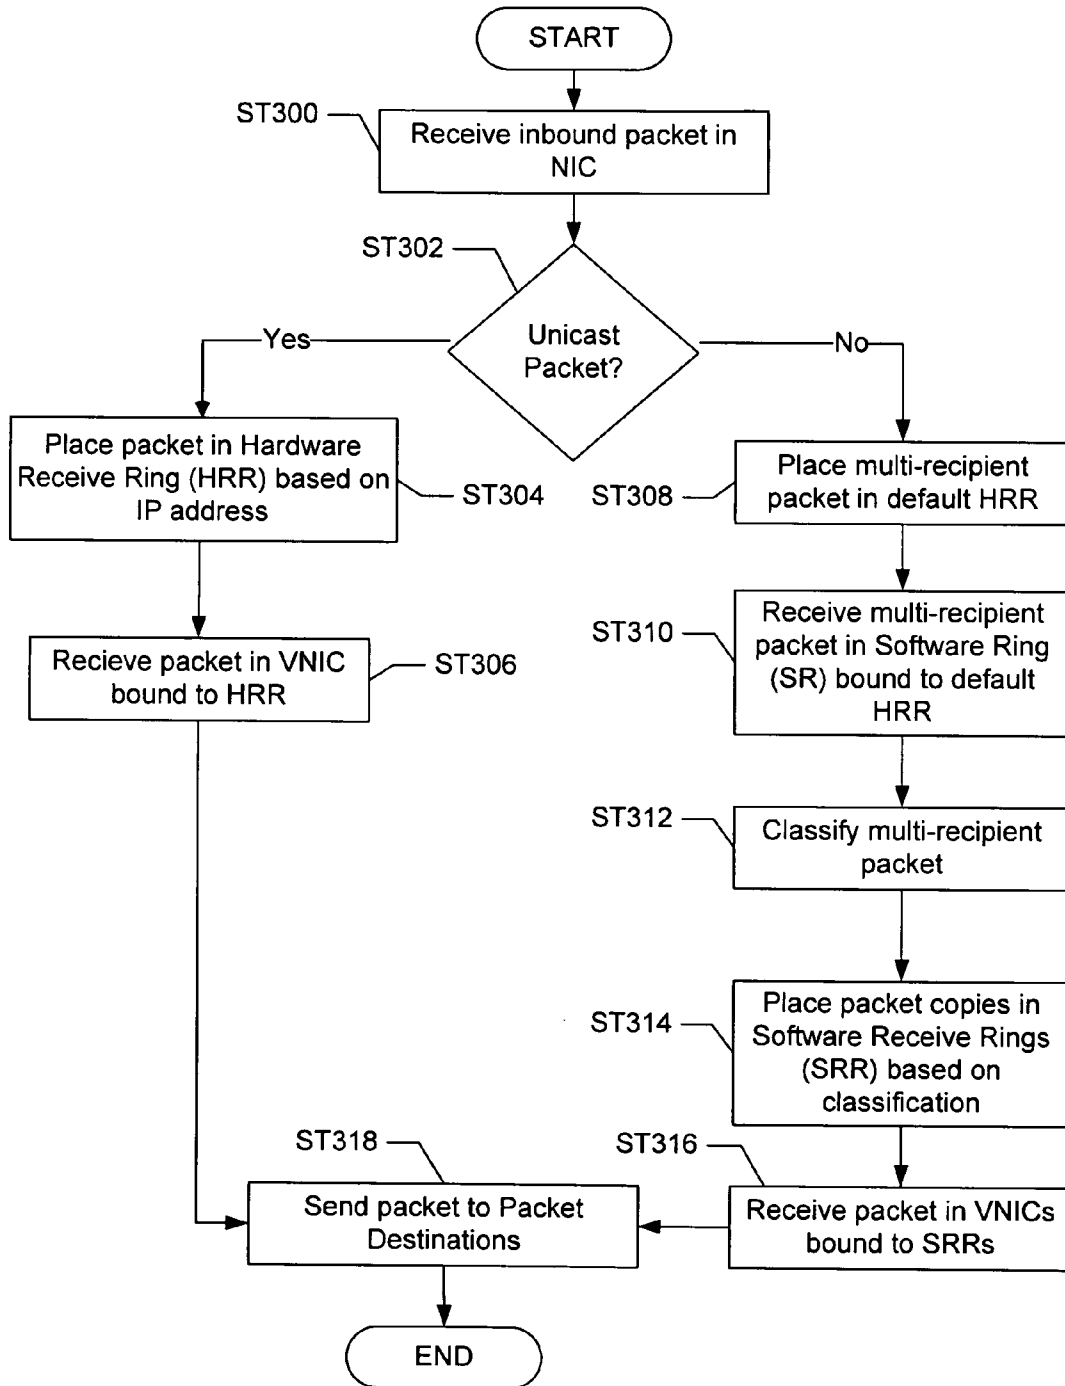 START
ST300
Receive inbound packet in
NIC
ST302
Unicast
Packet?
Yes
No
Place packet in Hardware
Receive Ring (HRR) based on
IP address
ST304
ST308
Place multi-recipient
packet in default HRR
Recieve packet in VNIC
bound to HRR
ST306
ST310
Receive multi-recipient
packet in Software Ring
(SR) bound to default
HRR
ST312
Classify multi-recipient
packet
ST314
Place packet copies in
Software Receive Rings
(SRR) based on
classification
ST316
Receive packet in VNICs
bound to SRRs
ST318
Send packet to Packet
Destinations
END